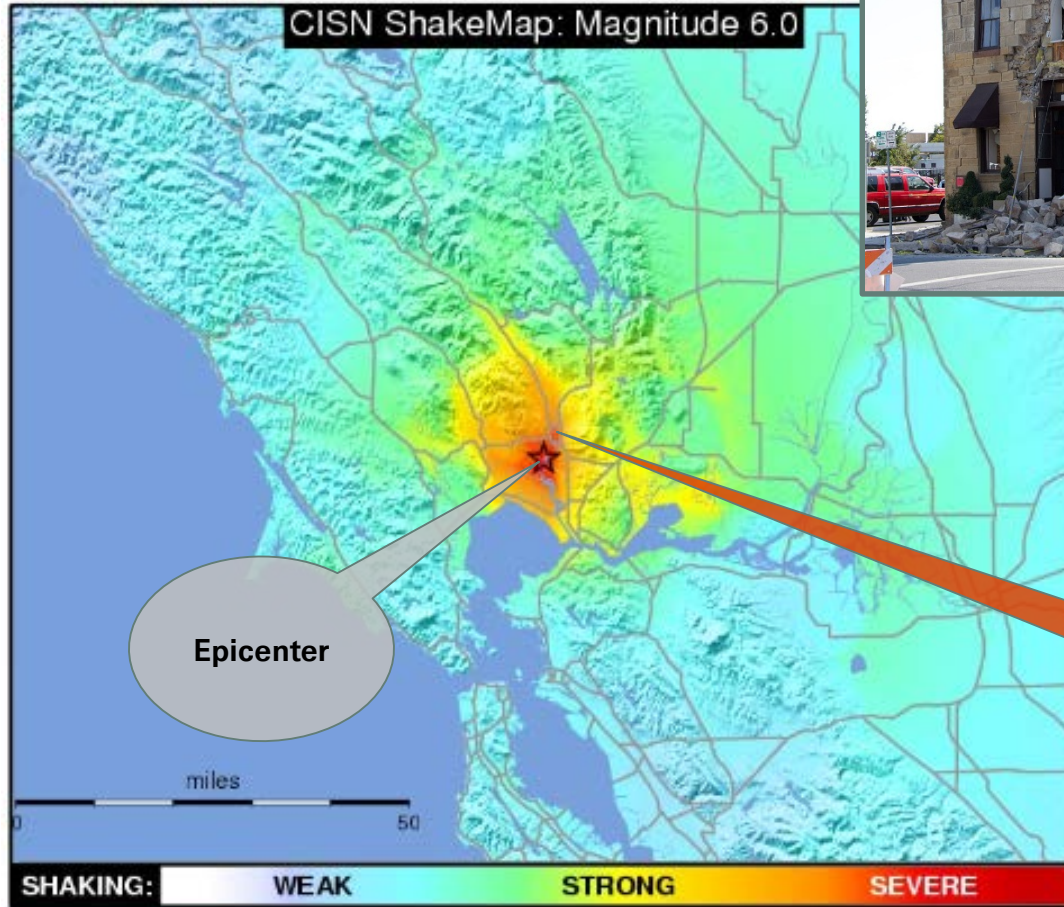 CISN ShakeMap: Magnitude 6.0
Epicenter
miles
0 50
SHAKING: WEAK STRONG SEVERE